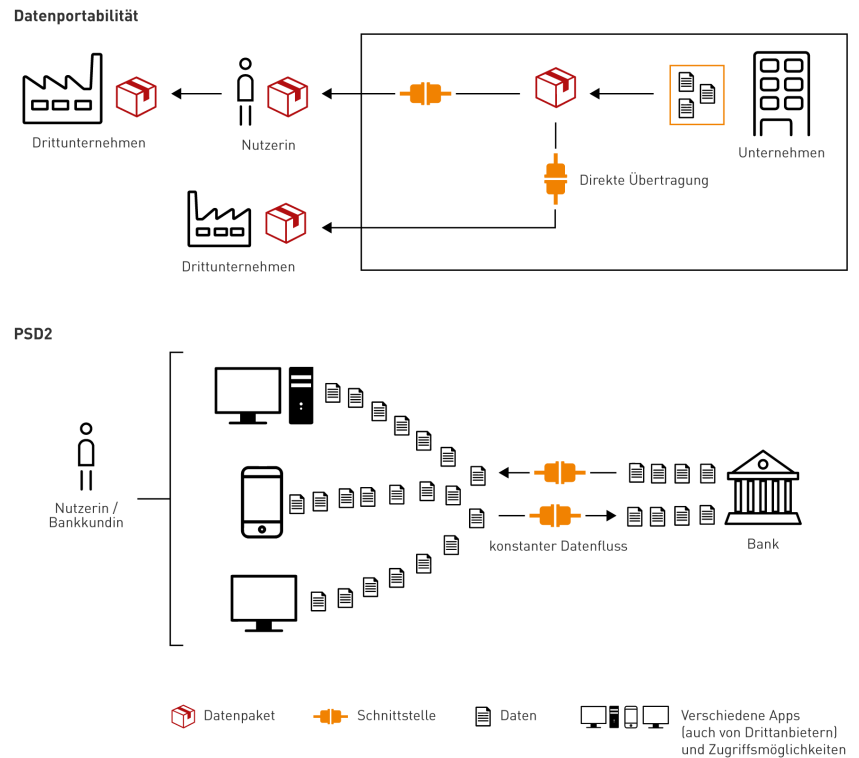 Datenportabilität
Drittunternehmen
Nutzerin
Unternehmen
Direkte Übertragung
Drittunternehmen
PSD2
Nutzerin /
Bankkundin
konstanter Datenfluss
Bank
Datenpaket
Schnittstelle
Daten
Verschiedene Apps
(auch von Drittanbietern)
und Zugriffsmöglichkeiten